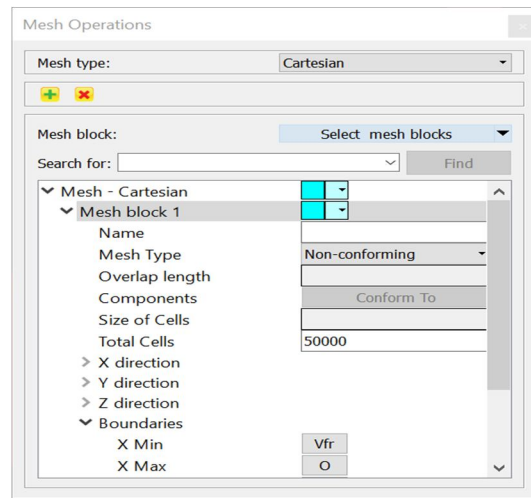 Mesh Operations
Mesh type: Cartesian
Mesh block: Select mesh blocks
Search for: Find
Mesh - Cartesian
Mesh block 1
Name
Mesh Type Non-conforming
Overlap length
Components Conform To
Size of Cells
Total Cells 50000
X direction
Y direction
Z direction
Boundaries
X Min Vfr
X Max O